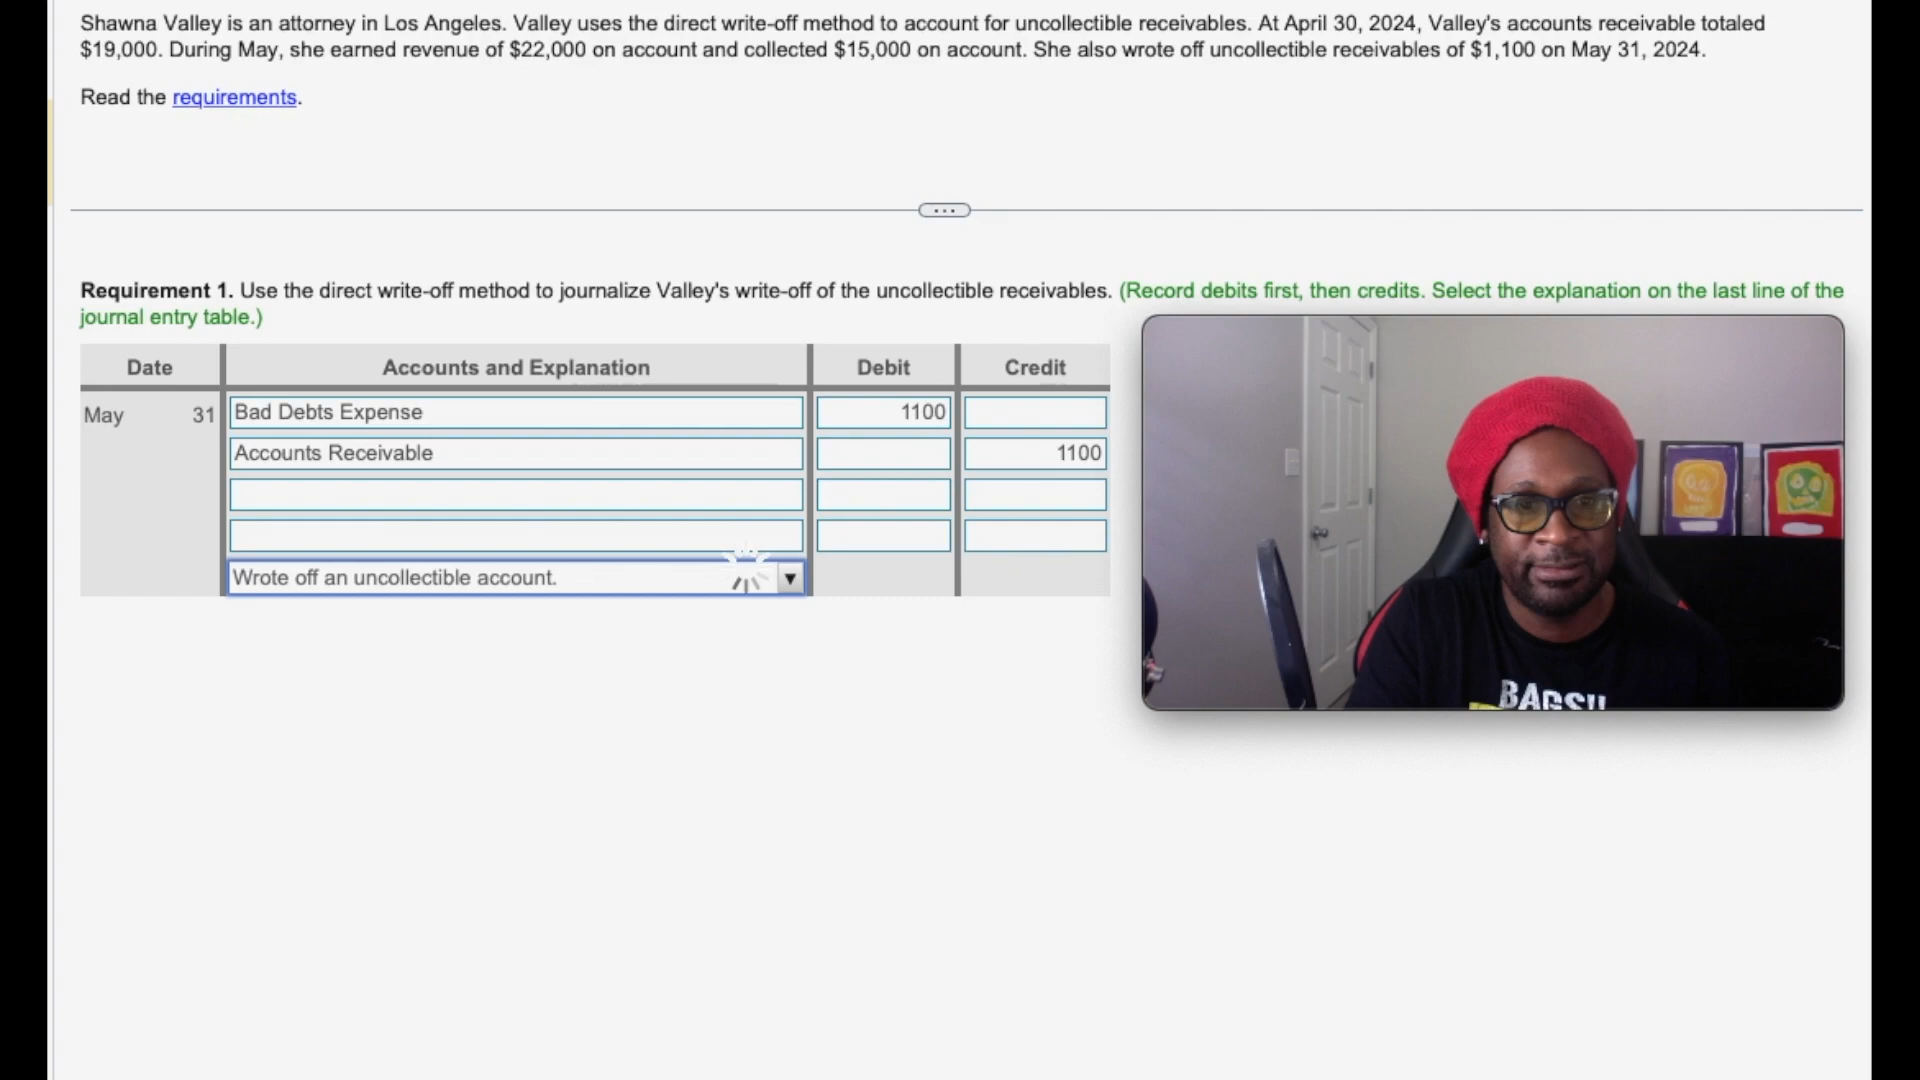 Shawna Valley is an attorney in Los Angeles. Valley uses the direct write-off method to account for uncollectible receivables. At April 30, 2024, Valley's accounts receivable totaled
$19,000. During May, she earned revenue of $22,000 on account and collected $15,000 on account. She also wrote off uncollectible receivables of $1,100 on May 31, 2024.
Read the requirements.
Requirement 1. Use the direct write-off method to journalize Valley's write-off of the uncollectible receivables. (Record debits first, then credits. Select the explanation on the last line of the
journal entry table.)
Date Accounts and Explanation Debit Credit
May 31 Bad Debts Expense 1100
Accounts Receivable 1100
Wrote off an uncollectible account.
BAGS!!